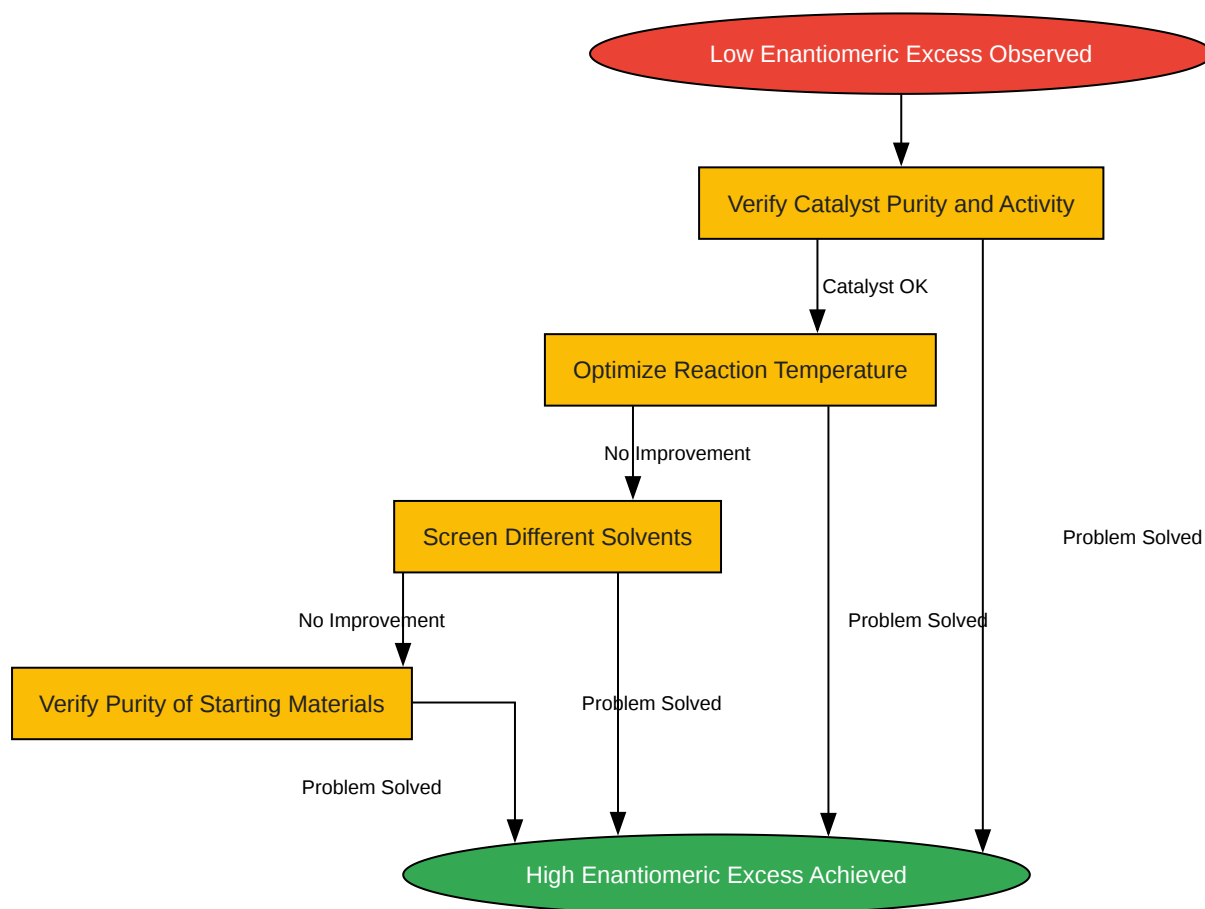 Low Enantiomeric Excess Observed
Verify Catalyst Purity and Activity
Catalyst OK
Optimize Reaction Temperature
No Improvement
Screen Different Solvents
Problem Solved
No Improvement
Problem Solved
Verify Purity of Starting Materials
Problem Solved
Problem Solved
High Enantiomeric Excess Achieved